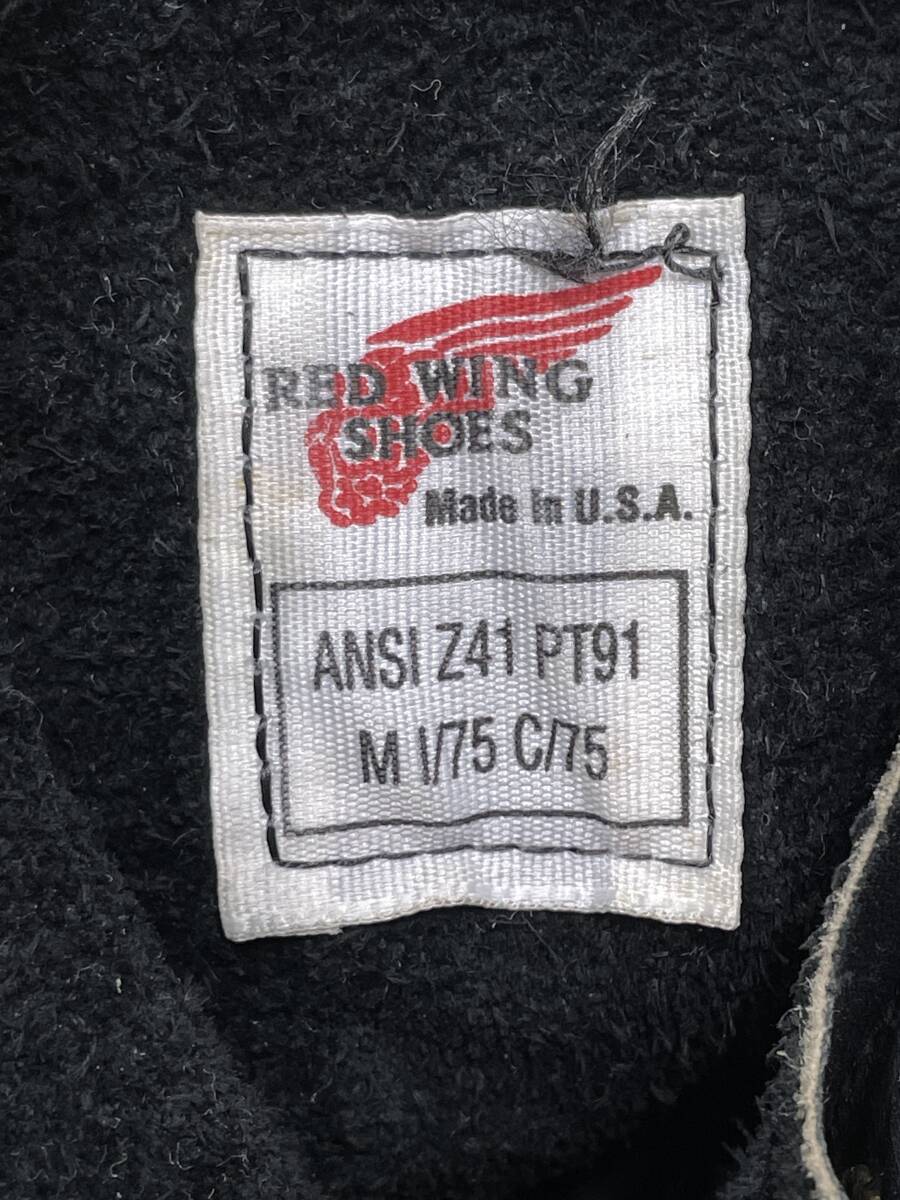 RED WING
SHOES
Made in U.S.A.
ANSI Z41 PT91
M I/75 C/75